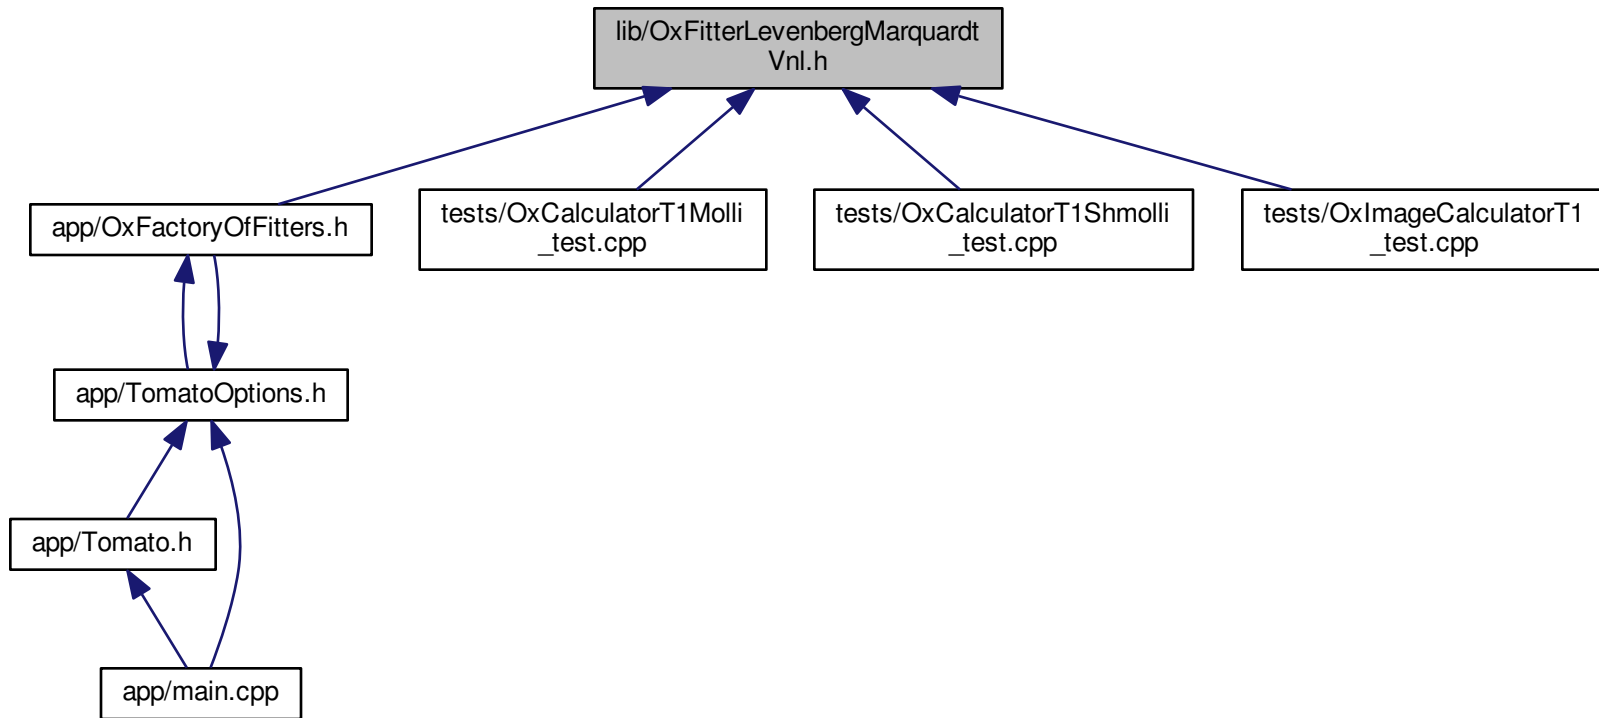 lib/OxFitterLevenbergMarquardt
Vnl.h
app/OxFactoryOfFitters.h
tests/OxCalculatorT1Molli
_test.cpp
tests/OxCalculatorT1Shmolli
_test.cpp
tests/OxImageCalculatorT1
_test.cpp
app/TomatoOptions.h
app/Tomato.h
app/main.cpp